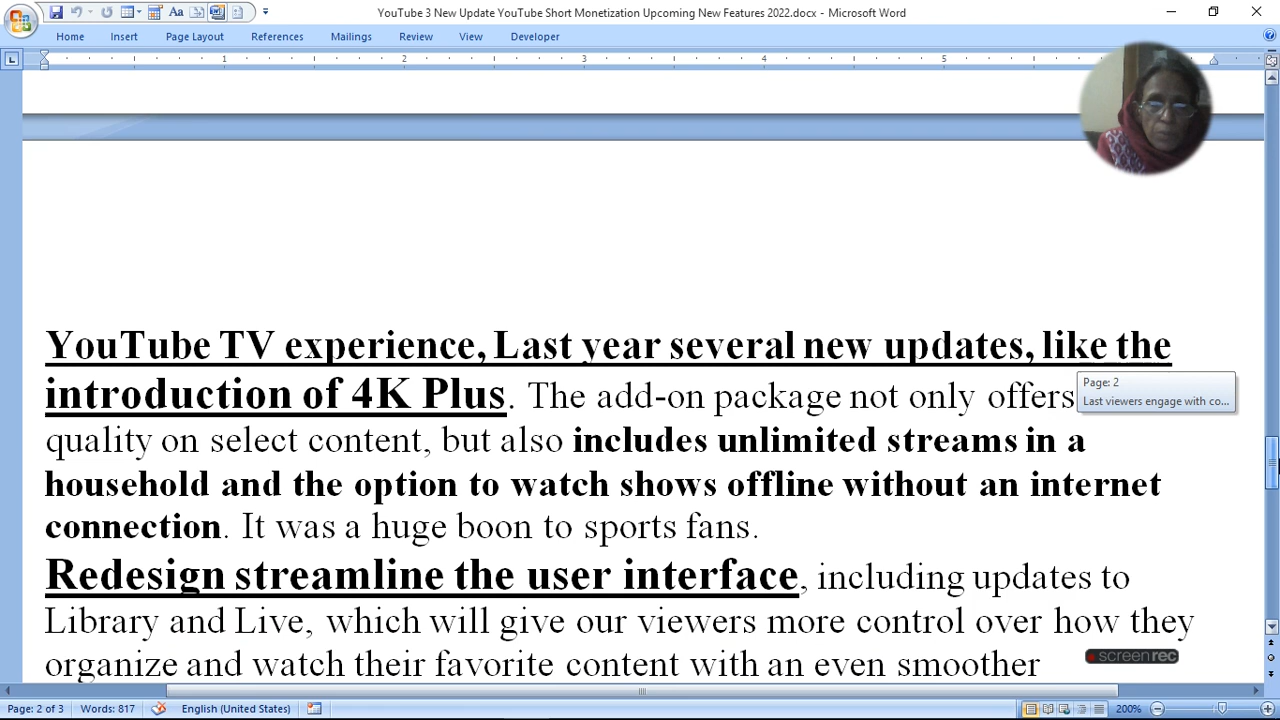 YouTube 3 New Update YouTube Short Monetization Upcoming New Features 2022.docx - Microsoft Word
Home Insert Page Layout References Mailings Review View Developer
1 2 3 4 5
YouTube TV experience, Last year several new updates, like the
introduction of 4K Plus. The add-on package not only offers
Page: 2
Last viewers engage with co...
quality on select content, but also includes unlimited streams in a
household and the option to watch shows offline without an internet
connection. It was a huge boon to sports fans.
Redesign streamline the user interface, including updates to
Library and Live, which will give our viewers more control over how they
organize and watch their favorite content with an even smoother
screenrec
Page: 2 of 3 Words: 817 English (United States) 200%